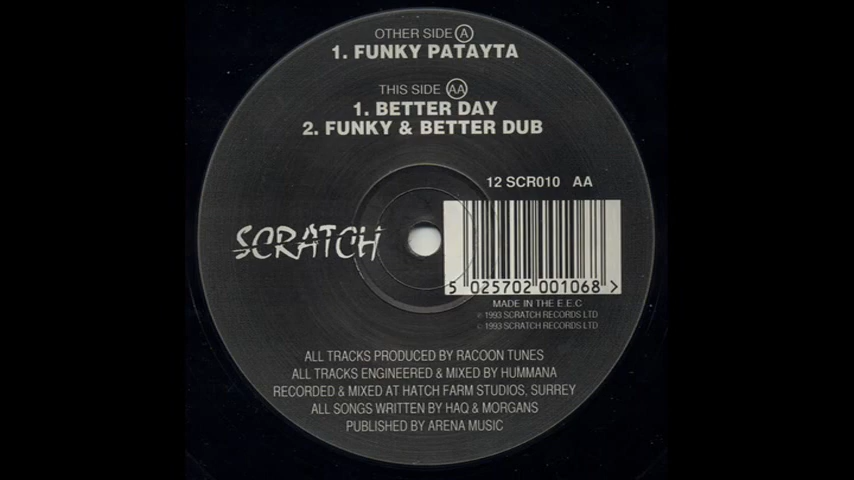 OTHER SIDE A
1. FUNKY PATAYTA
THIS SIDE AA
1. BETTER DAY
2. FUNKY & BETTER DUB
12 SCR010 AA
SCRATCH
5 025702 001068 >
MADE IN THE E.E.C
℗ 1993 SCRATCH RECORDS LTD
© 1993 SCRATCH RECORDS LTD
ALL TRACKS PRODUCED BY RACOON TUNES
ALL TRACKS ENGINEERED & MIXED BY HUMMANA
RECORDED & MIXED AT HATCH FARM STUDIOS, SURREY
ALL SONGS WRITTEN BY HAQ & MORGANS
PUBLISHED BY ARENA MUSIC